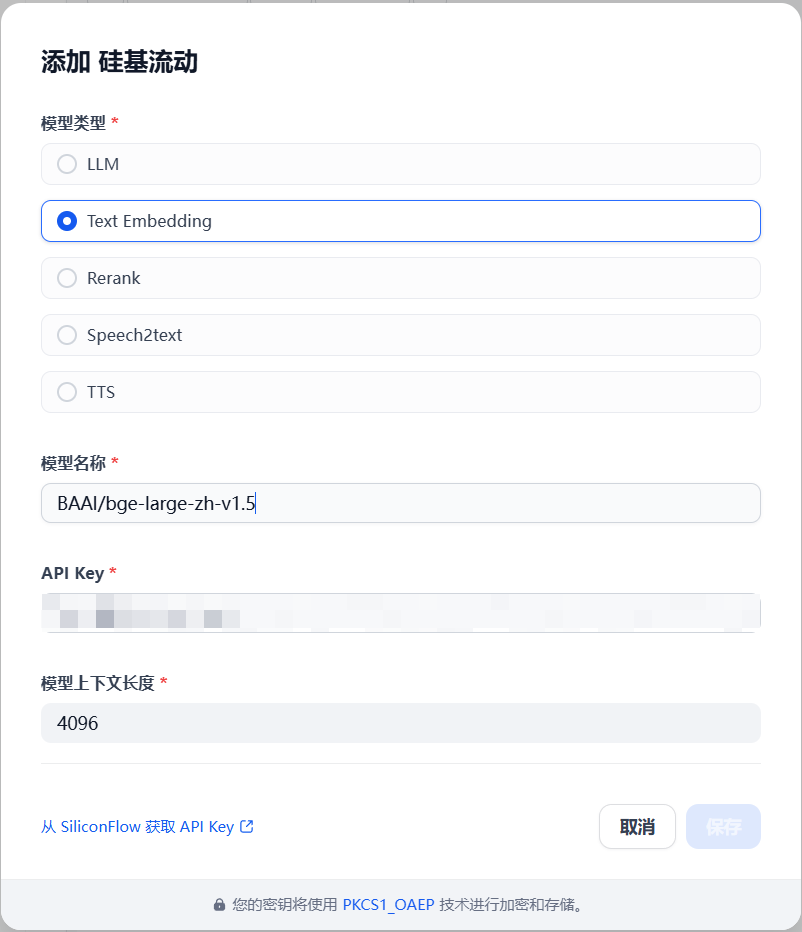 添加 硅基流动
模型类型 *
LLM
Text Embedding
Rerank
Speech2text
TTS
模型名称 *
BAAI/bge-large-zh-v1.5
API Key *
模型上下文长度 *
4096
从 SiliconFlow 获取 API Key
取消
保存
您的密钥将使用 PKCS1_OAEP 技术进行加密和存储。